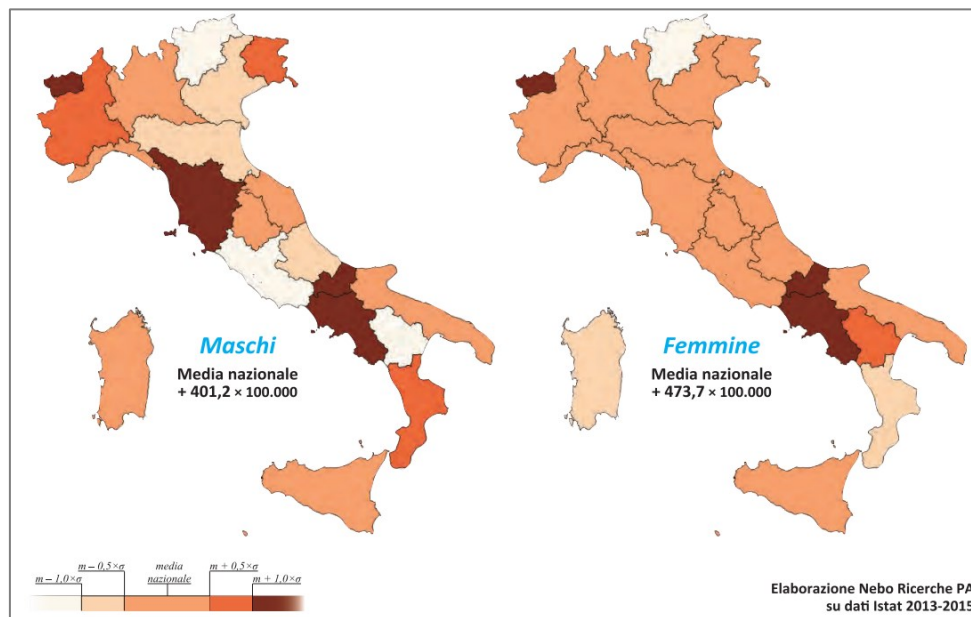 Maschi
Media nazionale
+ 401,2 × 100.000
Femmine
Media nazionale
+ 473,7 × 100.000
m – 1,0×σ
m – 0,5×σ
media
nazionale
m + 0,5×σ
m + 1,0×σ
Elaborazione Nebo Ricerche PA
su dati Istat 2013-2015